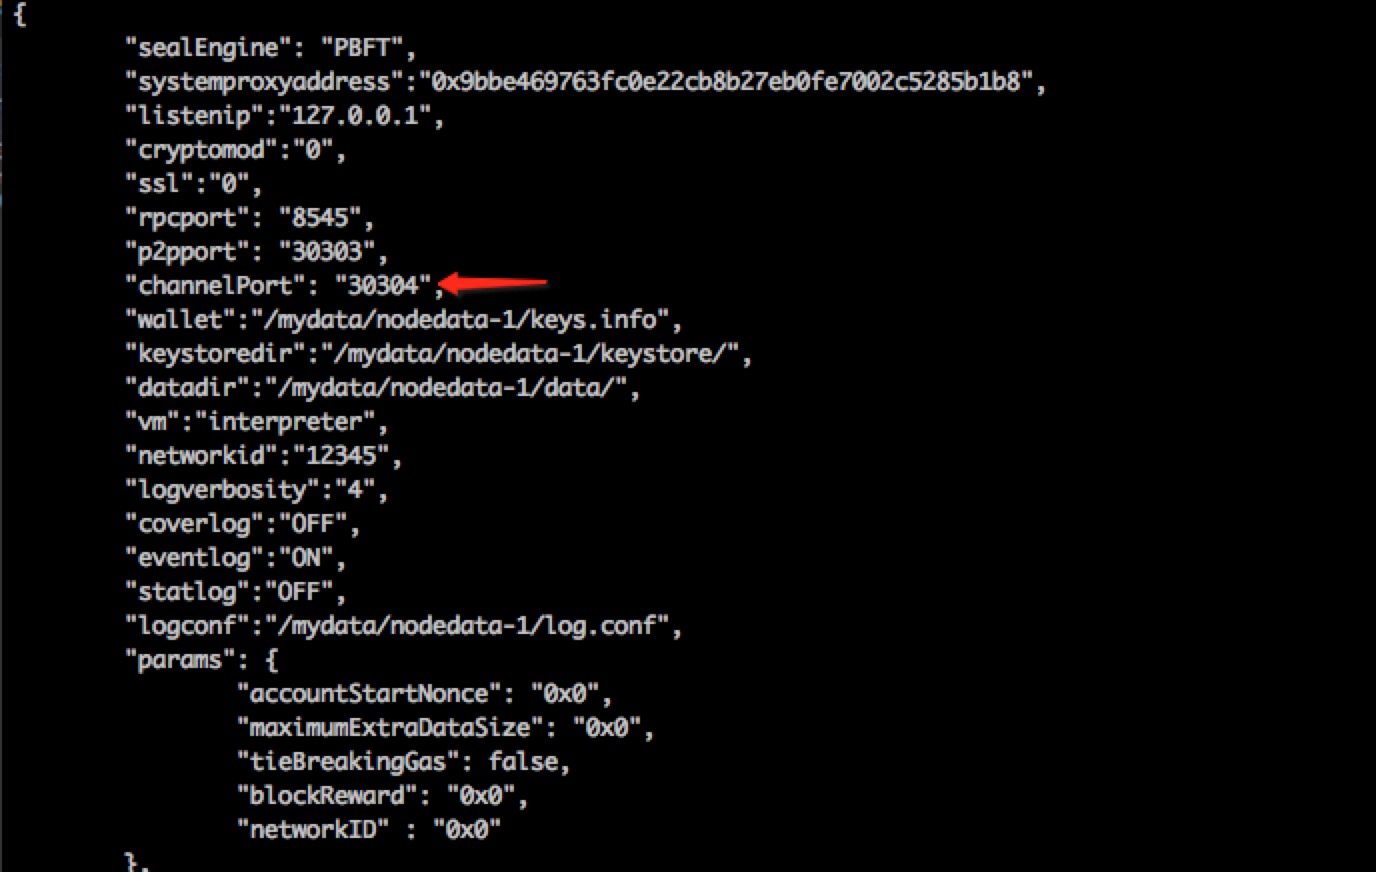 {
"sealEngine": "PBFT",
"systemproxyaddress":"0x9bbe469763fc0e22cb8b27eb0fe7002c5285b1b8",
"listenip":"127.0.0.1",
"cryptomod":"0",
"ssl":"0",
"rpcport": "8545",
"p2pport": "30303",
"channelPort": "30304",
"wallet":"/mydata/nodedata-1/keys.info",
"keystoredir":"/mydata/nodedata-1/keystore/",
"datadir":"/mydata/nodedata-1/data/",
"vm":"interpreter",
"networkid":"12345",
"logverbosity":"4",
"coverlog":"OFF",
"eventlog":"ON",
"statlog":"OFF",
"logconf":"/mydata/nodedata-1/log.conf",
"params": {
"accountStartNonce": "0x0",
"maximumExtraDataSize": "0x0",
"tieBreakingGas": false,
"blockReward": "0x0",
"networkID" : "0x0"
},